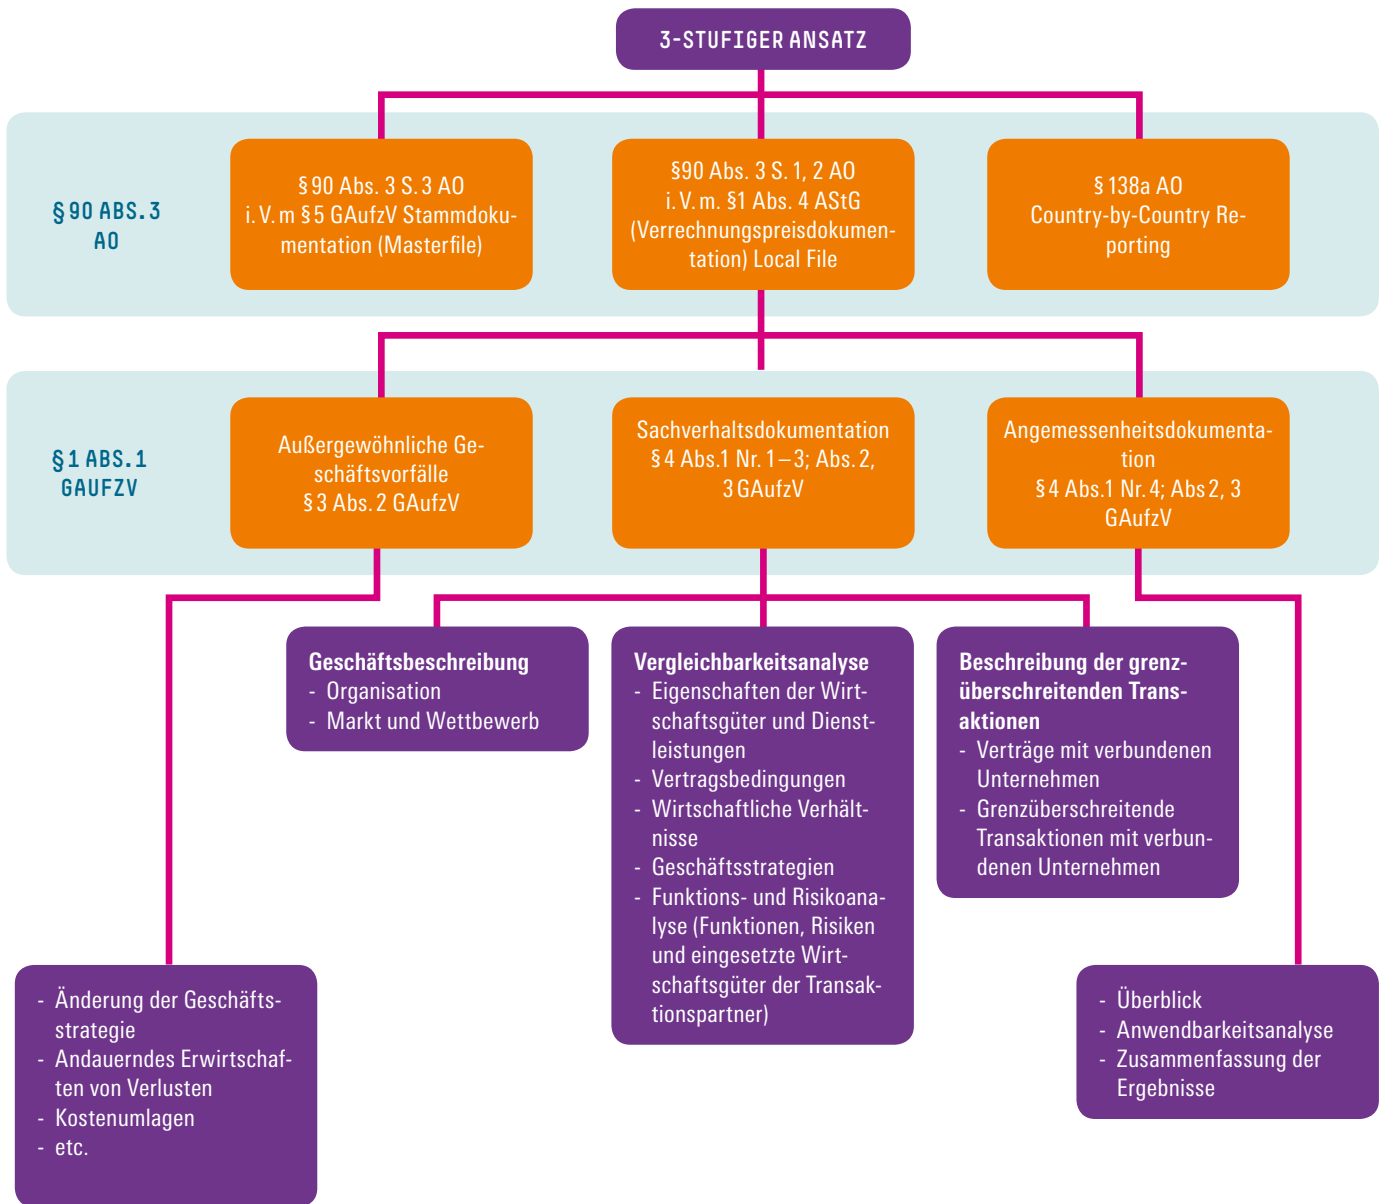 3-STUFIGER ANSATZ
§ 90 ABS. 3
AO
§ 90 Abs. 3 S. 3 AO
i. V. m § 5 GAufzV Stammdoku-
mentation (Masterfile)
§90 Abs. 3 S. 1, 2 AO
i. V. m. §1 Abs. 4 AStG
(Verrechnungspreisdokumen-
tation) Local File
§ 138a AO
Country-by-Country Re-
porting
§ 1 ABS. 1
GAUFZV
Außergewöhnliche Ge-
schäftsvorfälle
§ 3 Abs. 2 GAufzV
Sachverhaltsdokumentation
§ 4 Abs.1 Nr. 1 – 3; Abs. 2,
3 GAufzV
Angemessenheitsdokumenta-
tion
§ 4 Abs.1 Nr. 4; Abs 2, 3
GAufzV
Geschäftsbeschreibung
- Organisation
- Markt und Wettbewerb
Vergleichbarkeitsanalyse
- Eigenschaften der Wirt-
schaftsgüter und Dienst-
leistungen
- Vertragsbedingungen
- Wirtschaftliche Verhält-
nisse
- Geschäftsstrategien
- Funktions- und Risikoana-
lyse (Funktionen, Risiken
und eingesetzte Wirt-
schaftsgüter der Transak-
tionspartner)
Beschreibung der grenz-
überschreitenden Trans-
aktionen
- Verträge mit verbundenen
Unternehmen
- Grenzüberschreitende
Transaktionen mit verbun-
denen Unternehmen
- Änderung der Geschäfts-
strategie
- Andauerndes Erwirtschaf-
ten von Verlusten
- Kostenumlagen
- etc.
- Überblick
- Anwendbarkeitsanalyse
- Zusammenfassung der
Ergebnisse